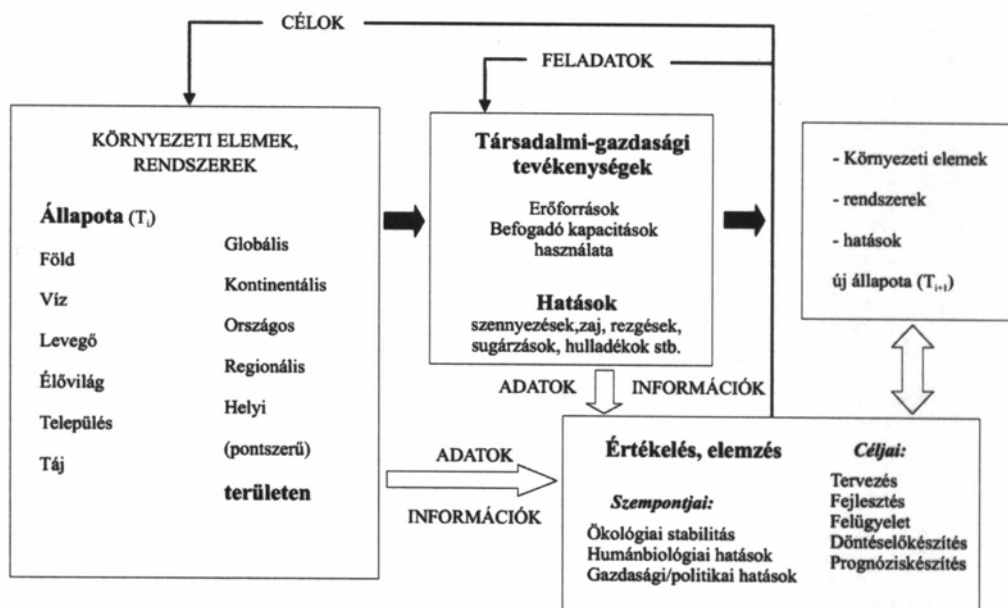 CÉLOK
FELADATOK
KÖRNYEZETI ELEMEK,
RENDSZEREK
Állapota (Tᵢ)
Föld
Víz
Levegő
Élővilág
Település
Táj
Globális
Kontinentális
Országos
Regionális
Helyi
(pontszerű)
területen
Társadalmi-gazdasági
tevékenységek
Erőforrások
Befogadó kapacitások
használata
Hatások
szennyezések,zaj, rezgések,
sugárzások, hulladékok stb.
- Környezeti elemek
- rendszerek
- hatások
új állapota (Tᵢ₊₁)
ADATOK
INFORMÁCIÓK
ADATOK
INFORMÁCIÓK
Értékelés, elemzés
Szempontjai:
Ökológiai stabilitás
Humánbiológiai hatások
Gazdasági/politikai hatások
Céljai:
Tervezés
Fejlesztés
Felügyelet
Döntéselőkészítés
Prognóziskészítés